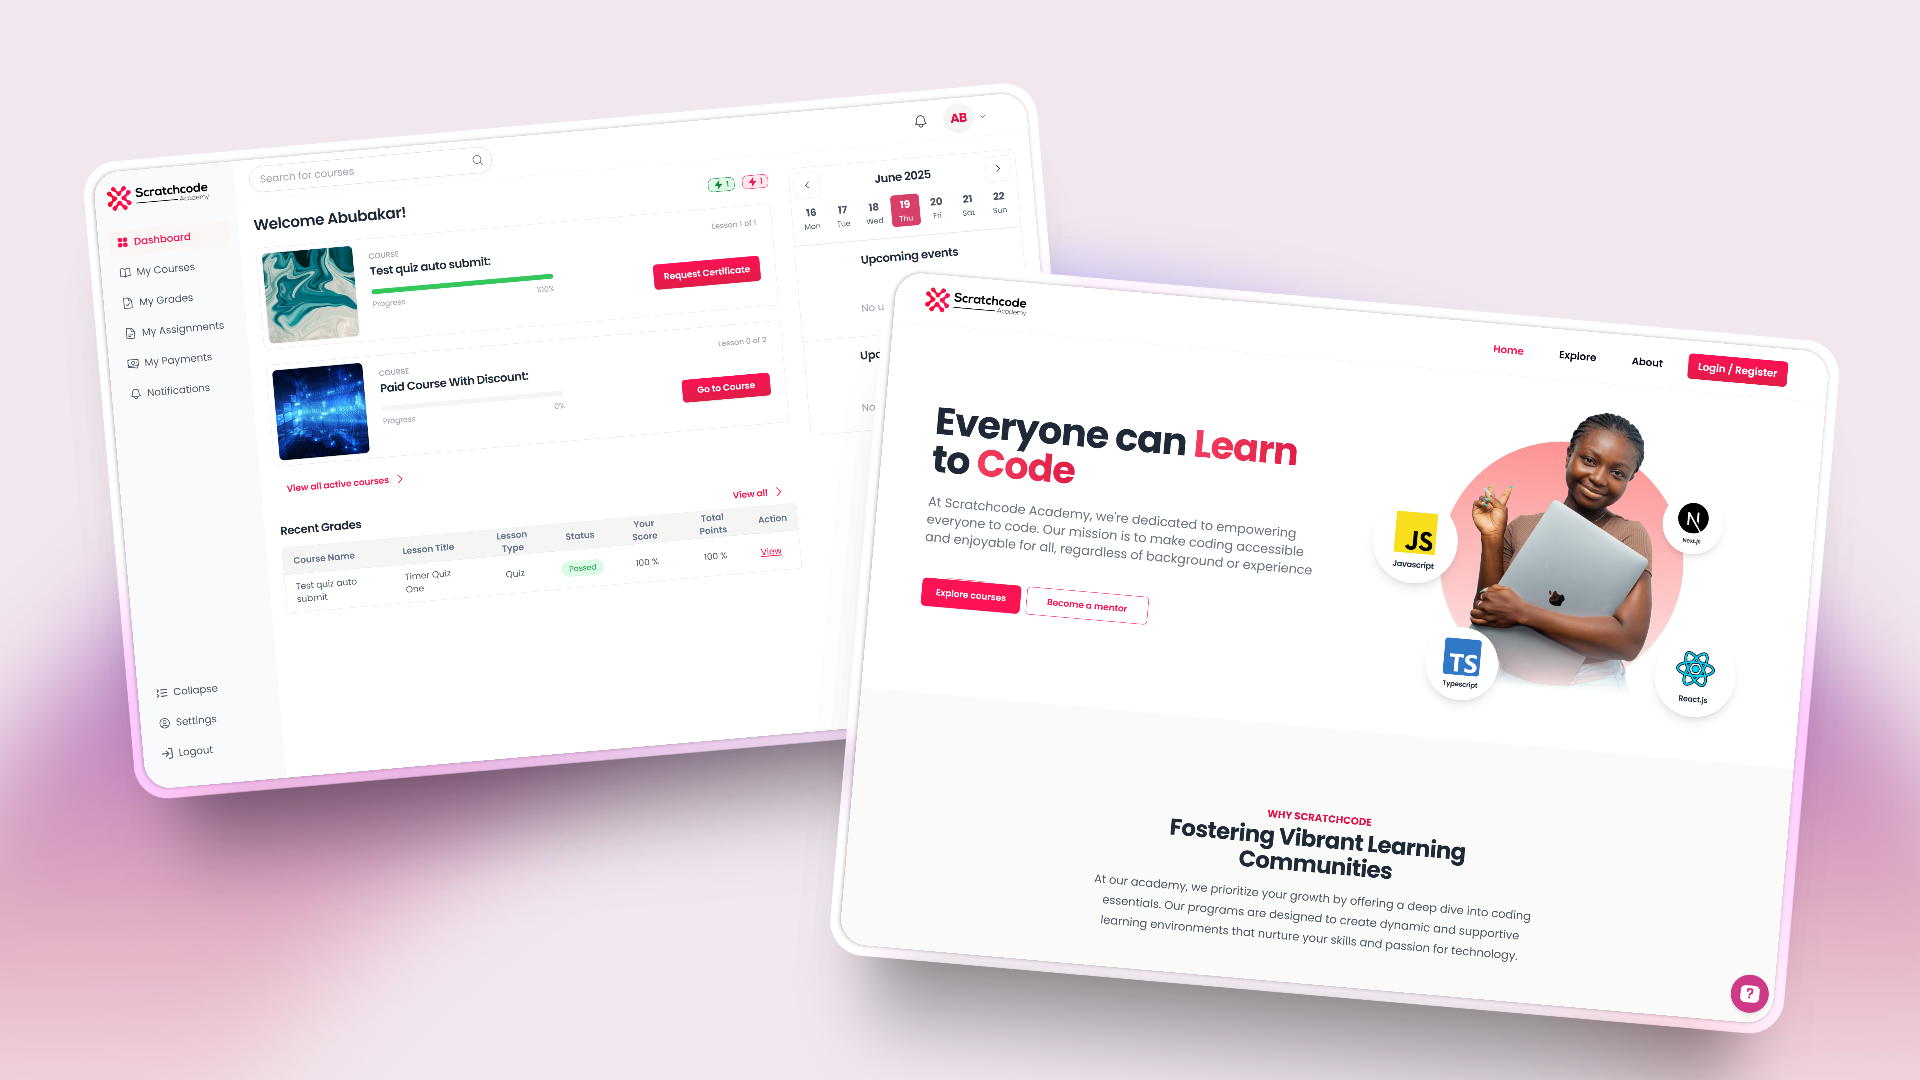 Scratchcode
Academy
Search for courses
AB
Dashboard
My Courses
My Grades
My Assignments
My Payments
Notifications
Collapse
Settings
Logout
Welcome Abubakar!
1
1
COURSE
Lesson 1 of 1
Test quiz auto submit:
Progress
100%
Request Certificate
COURSE
Lesson 0 of 2
Paid Course With Discount:
Progress
0%
Go to Course
View all active courses
View all
Recent Grades
Course Name
Lesson Title
Lesson
Type
Status
Your
Score
Total
Points
Action
Test quiz auto
submit
Timer Quiz
One
Quiz
Passed
100 %
100 %
View
June 2025
16 17 18 19 20 21 22
Mon Tue Wed Thu Fri Sat Sun
Upcoming events
No u
Upc
No
Scratchcode
Academy
Home
Explore
About
Login / Register
Everyone can Learn
to Code
At Scratchcode Academy, we're dedicated to empowering
everyone to code. Our mission is to make coding accessible
and enjoyable for all, regardless of background or experience
Explore courses
Become a mentor
JS
Javascript
N
Next.js
TS
Typescript
React.js
WHY SCRATCHCODE
Fostering Vibrant Learning
Communities
At our academy, we prioritize your growth by offering a deep dive into coding
essentials. Our programs are designed to create dynamic and supportive
learning environments that nurture your skills and passion for technology.
?